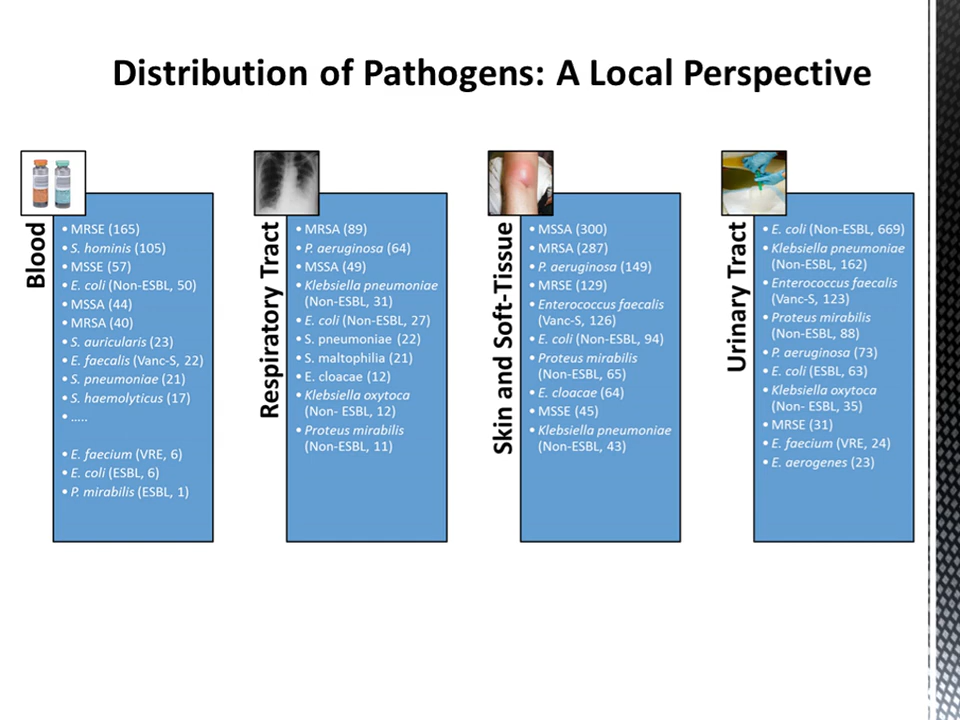 Distribution of Pathogens: A Local Perspective
Blood
• MRSE (165)
• S. hominis (105)
• MSSE (57)
• E. coli (Non-ESBL, 50)
• MSSA (44)
• MRSA (40)
• S. auricularis (23)
• E. faecalis (Vanc-S, 22)
• S. pneumoniae (21)
• S. haemolyticus (17)
• .....
• E. faecium (VRE, 6)
• E. coli (ESBL, 6)
• P. mirabilis (ESBL, 1)
Respiratory Tract
• MRSA (89)
• P. aeruginosa (64)
• MSSA (49)
• Klebsiella pneumoniae
(Non-ESBL, 31)
• E. coli (Non-ESBL, 27)
• S. pneumoniae (22)
• S. maltophilia (21)
• E. cloacae (12)
• Klebsiella oxytoca
(Non- ESBL, 12)
• Proteus mirabilis
(Non-ESBL, 11)
Skin and Soft-Tissue
• MSSA (300)
• MRSA (287)
• P. aeruginosa (149)
• MRSE (129)
• Enterococcus faecalis
(Vanc-S, 126)
• E. coli (Non-ESBL, 94)
• Proteus mirabilis
(Non-ESBL, 65)
• E. cloacae (64)
• MSSE (45)
• Klebsiella pneumoniae
(Non-ESBL, 43)
Urinary Tract
• E. coli (Non-ESBL, 669)
• Klebsiella pneumoniae
(Non-ESBL, 162)
• Enterococcus faecalis
(Vanc-S, 123)
• Proteus mirabilis
(Non-ESBL, 88)
• P. aeruginosa (73)
• E. coli (ESBL, 63)
• Klebsiella oxytoca
(Non- ESBL, 35)
• MRSE (31)
• E. faecium (VRE, 24)
• E. aerogenes (23)